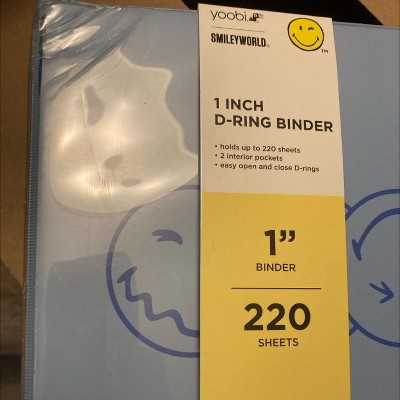 yoobi
SMILEYWORLD®
TM
1 INCH
D-RING BINDER
• holds up to 220 sheets
• 2 interior pockets
• easy open and close D-rings
1”
BINDER
220
SHEETS